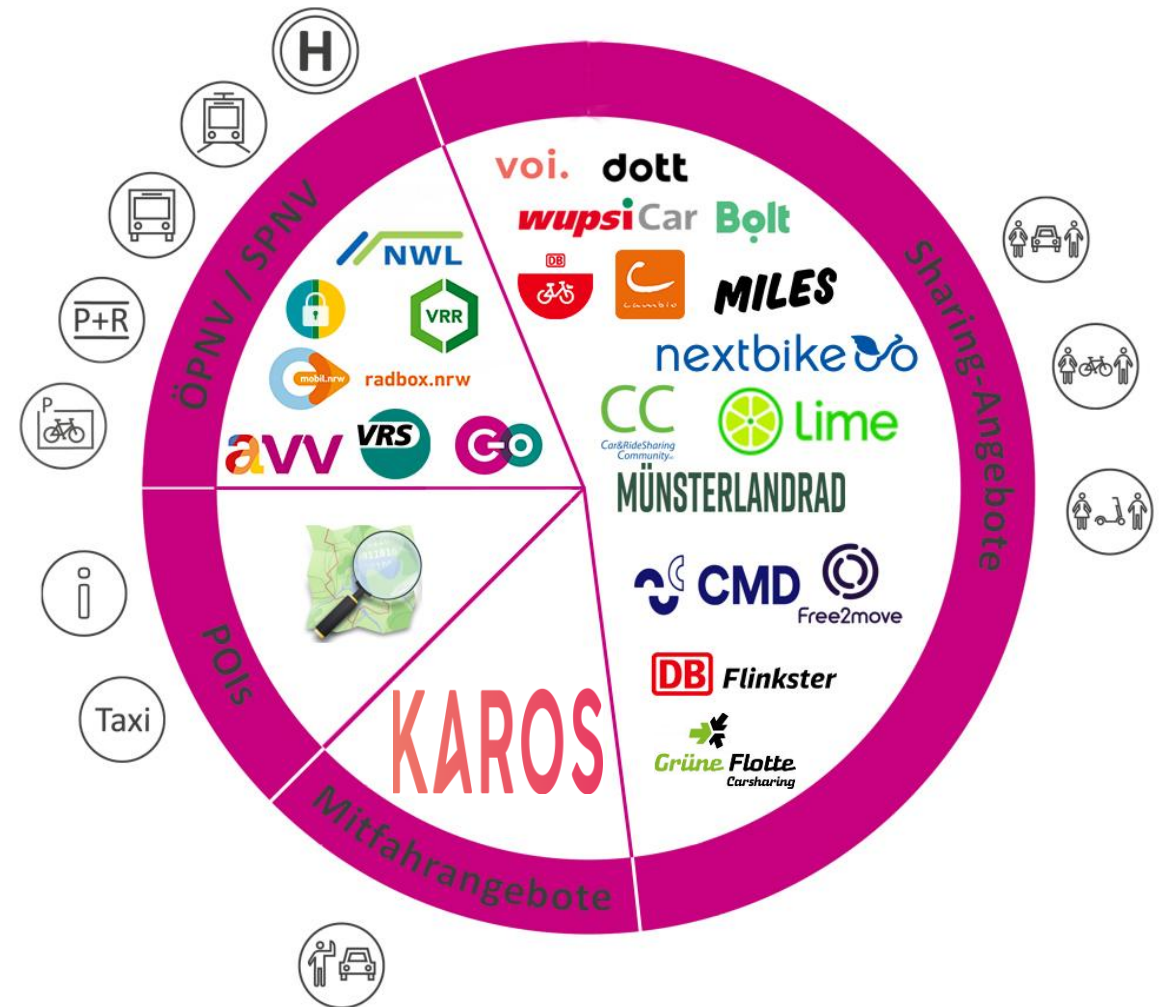 H
P+R
P
i
Taxi
ÖPNV / SPNV
Sharing-Angebote
POIs
Mitfahrangebote
voi. dott
wupsiCar Bolt
DB
cambio
MILES
nextbike
CC
Car&RideSharing
Community
Lime
MÜNSTERLANDRAD
CMD
Free2move
DB Flinkster
Grüne Flotte
Carsharing
NWL
VRR
mobil.nrw
radbox.nrw
avv VRS GO
KAROS